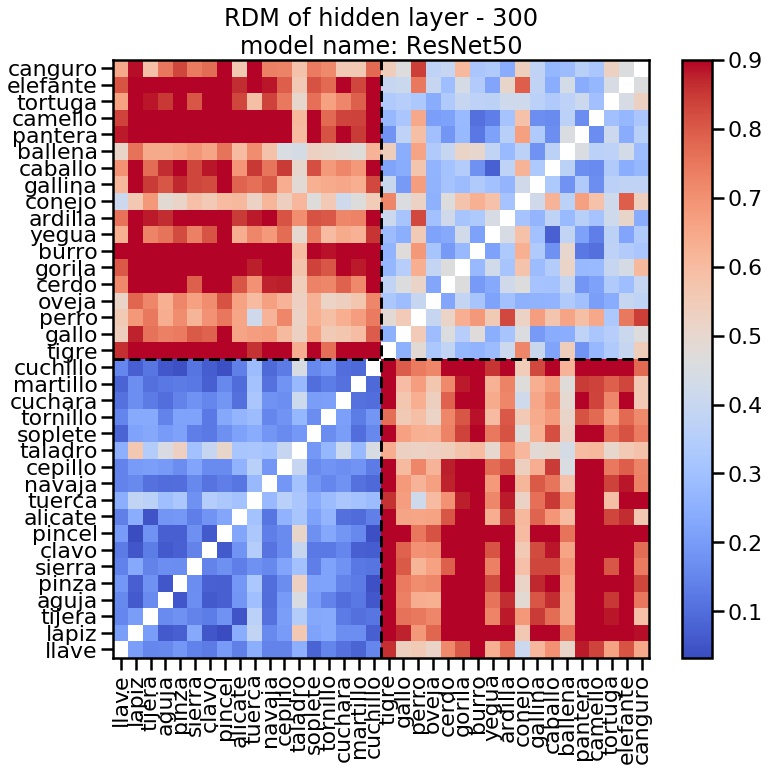 RDM of hidden layer - 300
model name: ResNet50
canguro
elefante
tortuga
camello
pantera
ballena
caballo
gallina
conejo
ardilla
yegua
burro
gorila
cerdo
oveja
perro
gallo
tigre
cuchillo
martillo
cuchara
tornillo
soplete
taladro
cepillo
navaja
tuerca
alicate
pincel
clavo
sierra
pinza
aguja
tijera
lapiz
llave
0.9
0.8
0.7
0.6
0.5
0.4
0.3
0.2
0.1
llave
lapiz
tijera
aguja
pinza
sierra
clavo
pincel
alicate
tuerca
navaja
cepillo
taladro
soplete
tornillo
cuchara
martillo
cuchillo
tigre
gallo
perro
oveja
cerdo
gorila
burro
yegua
ardilla
conejo
gallina
caballo
ballena
pantera
camello
tortuga
elefante
canguro